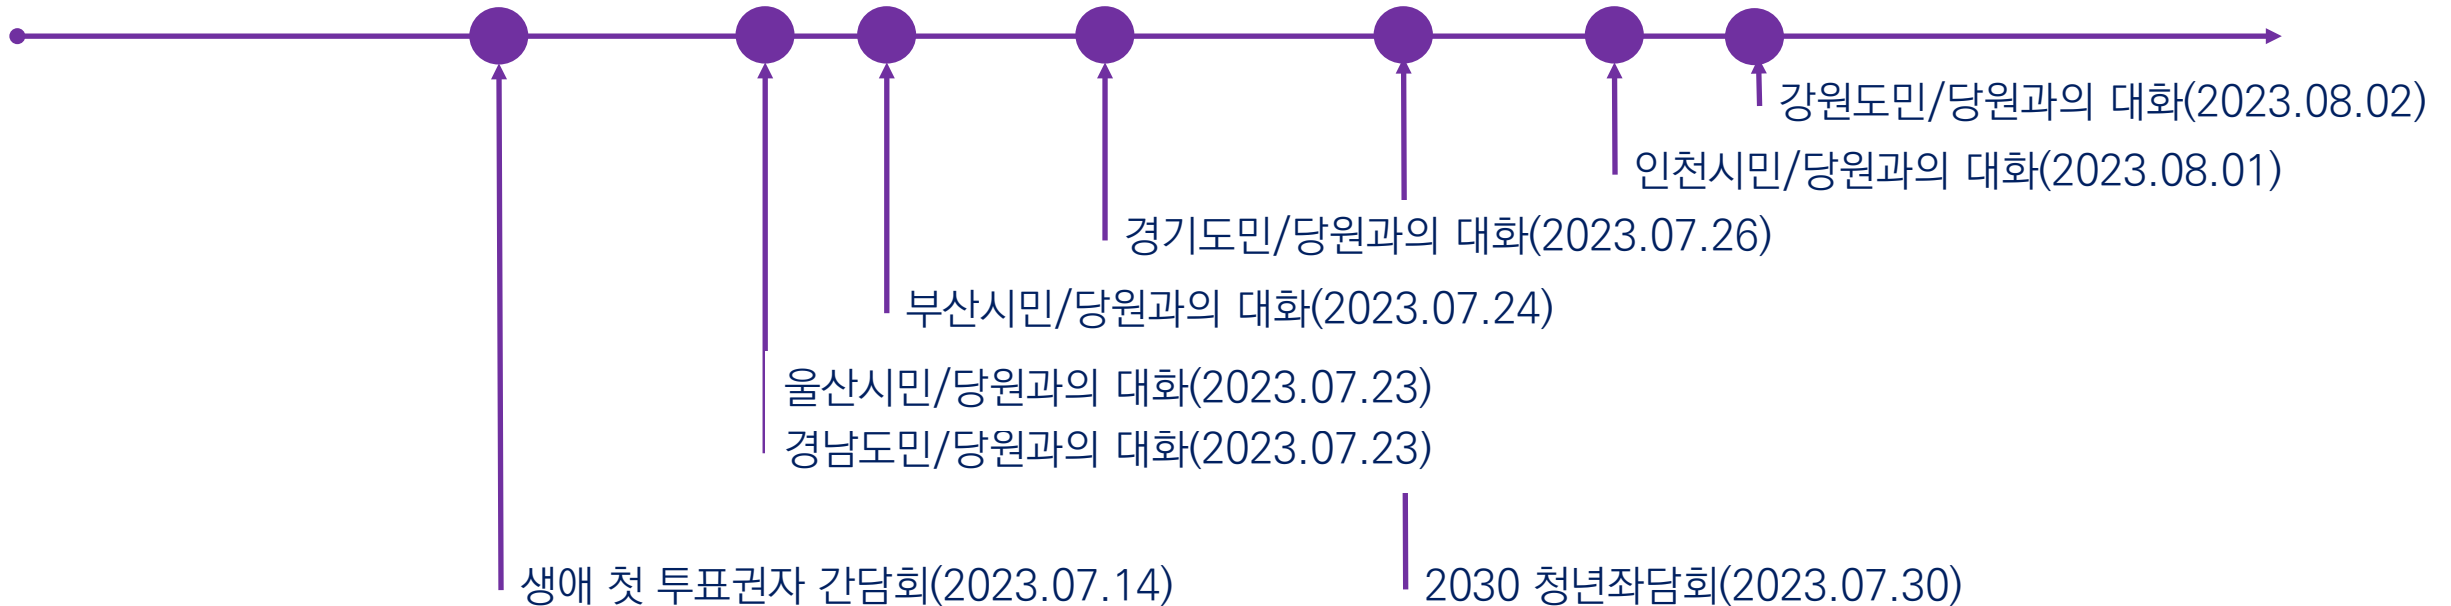 강원도민/당원과의 대화(2023.08.02)
인천시민/당원과의 대화(2023.08.01)
경기도민/당원과의 대화(2023.07.26)
부산시민/당원과의 대화(2023.07.24)
울산시민/당원과의 대화(2023.07.23)
경남도민/당원과의 대화(2023.07.23)
생애 첫 투표권자 간담회(2023.07.14)
2030 청년좌담회(2023.07.30)